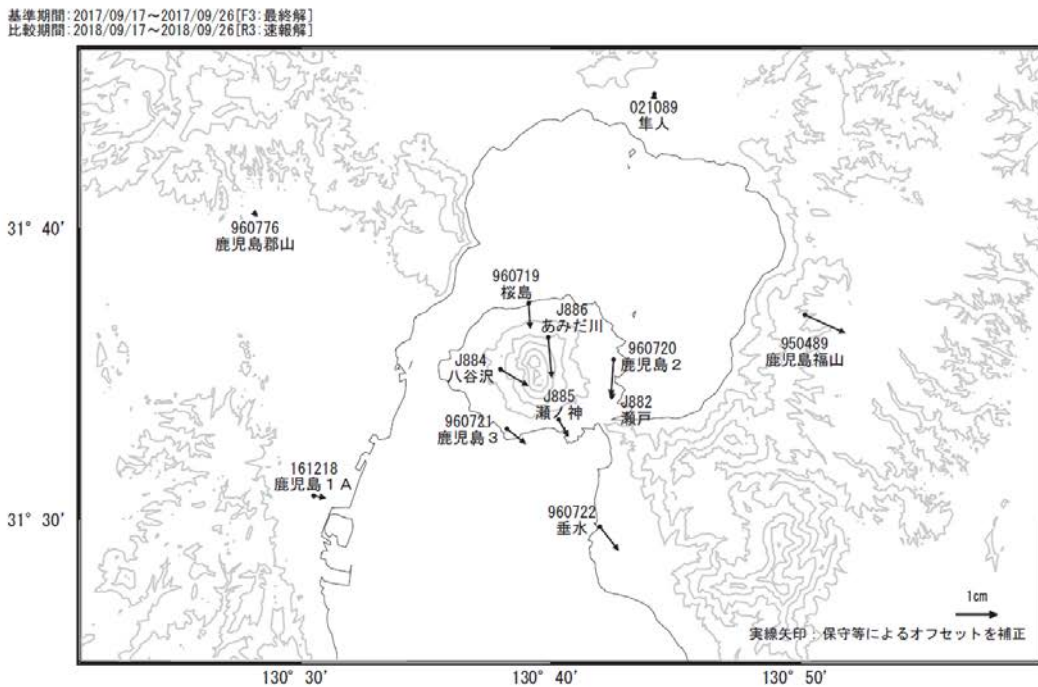 基準期間:2017/09/17～2017/09/26[F3:最終解]
比較期間:2018/09/17～2018/09/26[R3:速報解]
021089
隼人
31° 40'
960776
鹿児島郡山
960719
桜島
J886
あみだ川
960720
鹿児島２
950489
鹿児島福山
J884
八谷沢
J885
瀬ノ神
J882
瀬戸
960721
鹿児島３
161218
鹿児島１Ａ
31° 30'
960722
垂水
1cm
実線矢印：保守等によるオフセットを補正
130° 30'
130° 40'
130° 50'